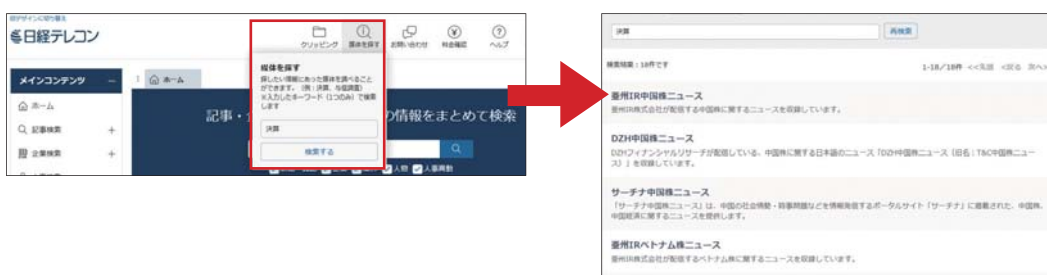 日経テレコン
クリッピング
媒体を探す
お問い合わせ
料金確認
ヘルプ
メインコンテンツ
ホーム
記事検索
企業検索
ホーム
媒体を探す
探したい情報にあった媒体を調べること
ができます。（例：決算、与信調査）
※入力したキーワード（1つのみ）で検索
します
決算
検索する
記事・
の情報をまとめて検索
人物
人事異動
決算
再検索
検索結果：18件です
1-18／18件 <<先頭 <戻る 次へ>
亜州IR中国株ニュース
亜州IR株式会社が配信する中国株に関するニュースを収録しています。
DZH中国株ニュース
DZHフィナンシャルリサーチが配信している、中国株に関する日本語のニュース「DZH中国株ニュース（旧名：T&C中国株ニュー
ス）」を収録しています。
サーチナ中国株ニュース
「サーチナ中国株ニュース」は、中国の社会情勢・時事問題などを情報発信するポータルサイト「サーチナ」に掲載された、中国株、
中国経済に関するニュースを提供します。
亜州IRベトナム株ニュース
亜州IR株式会社が配信するベトナム株に関するニュースを収録しています。